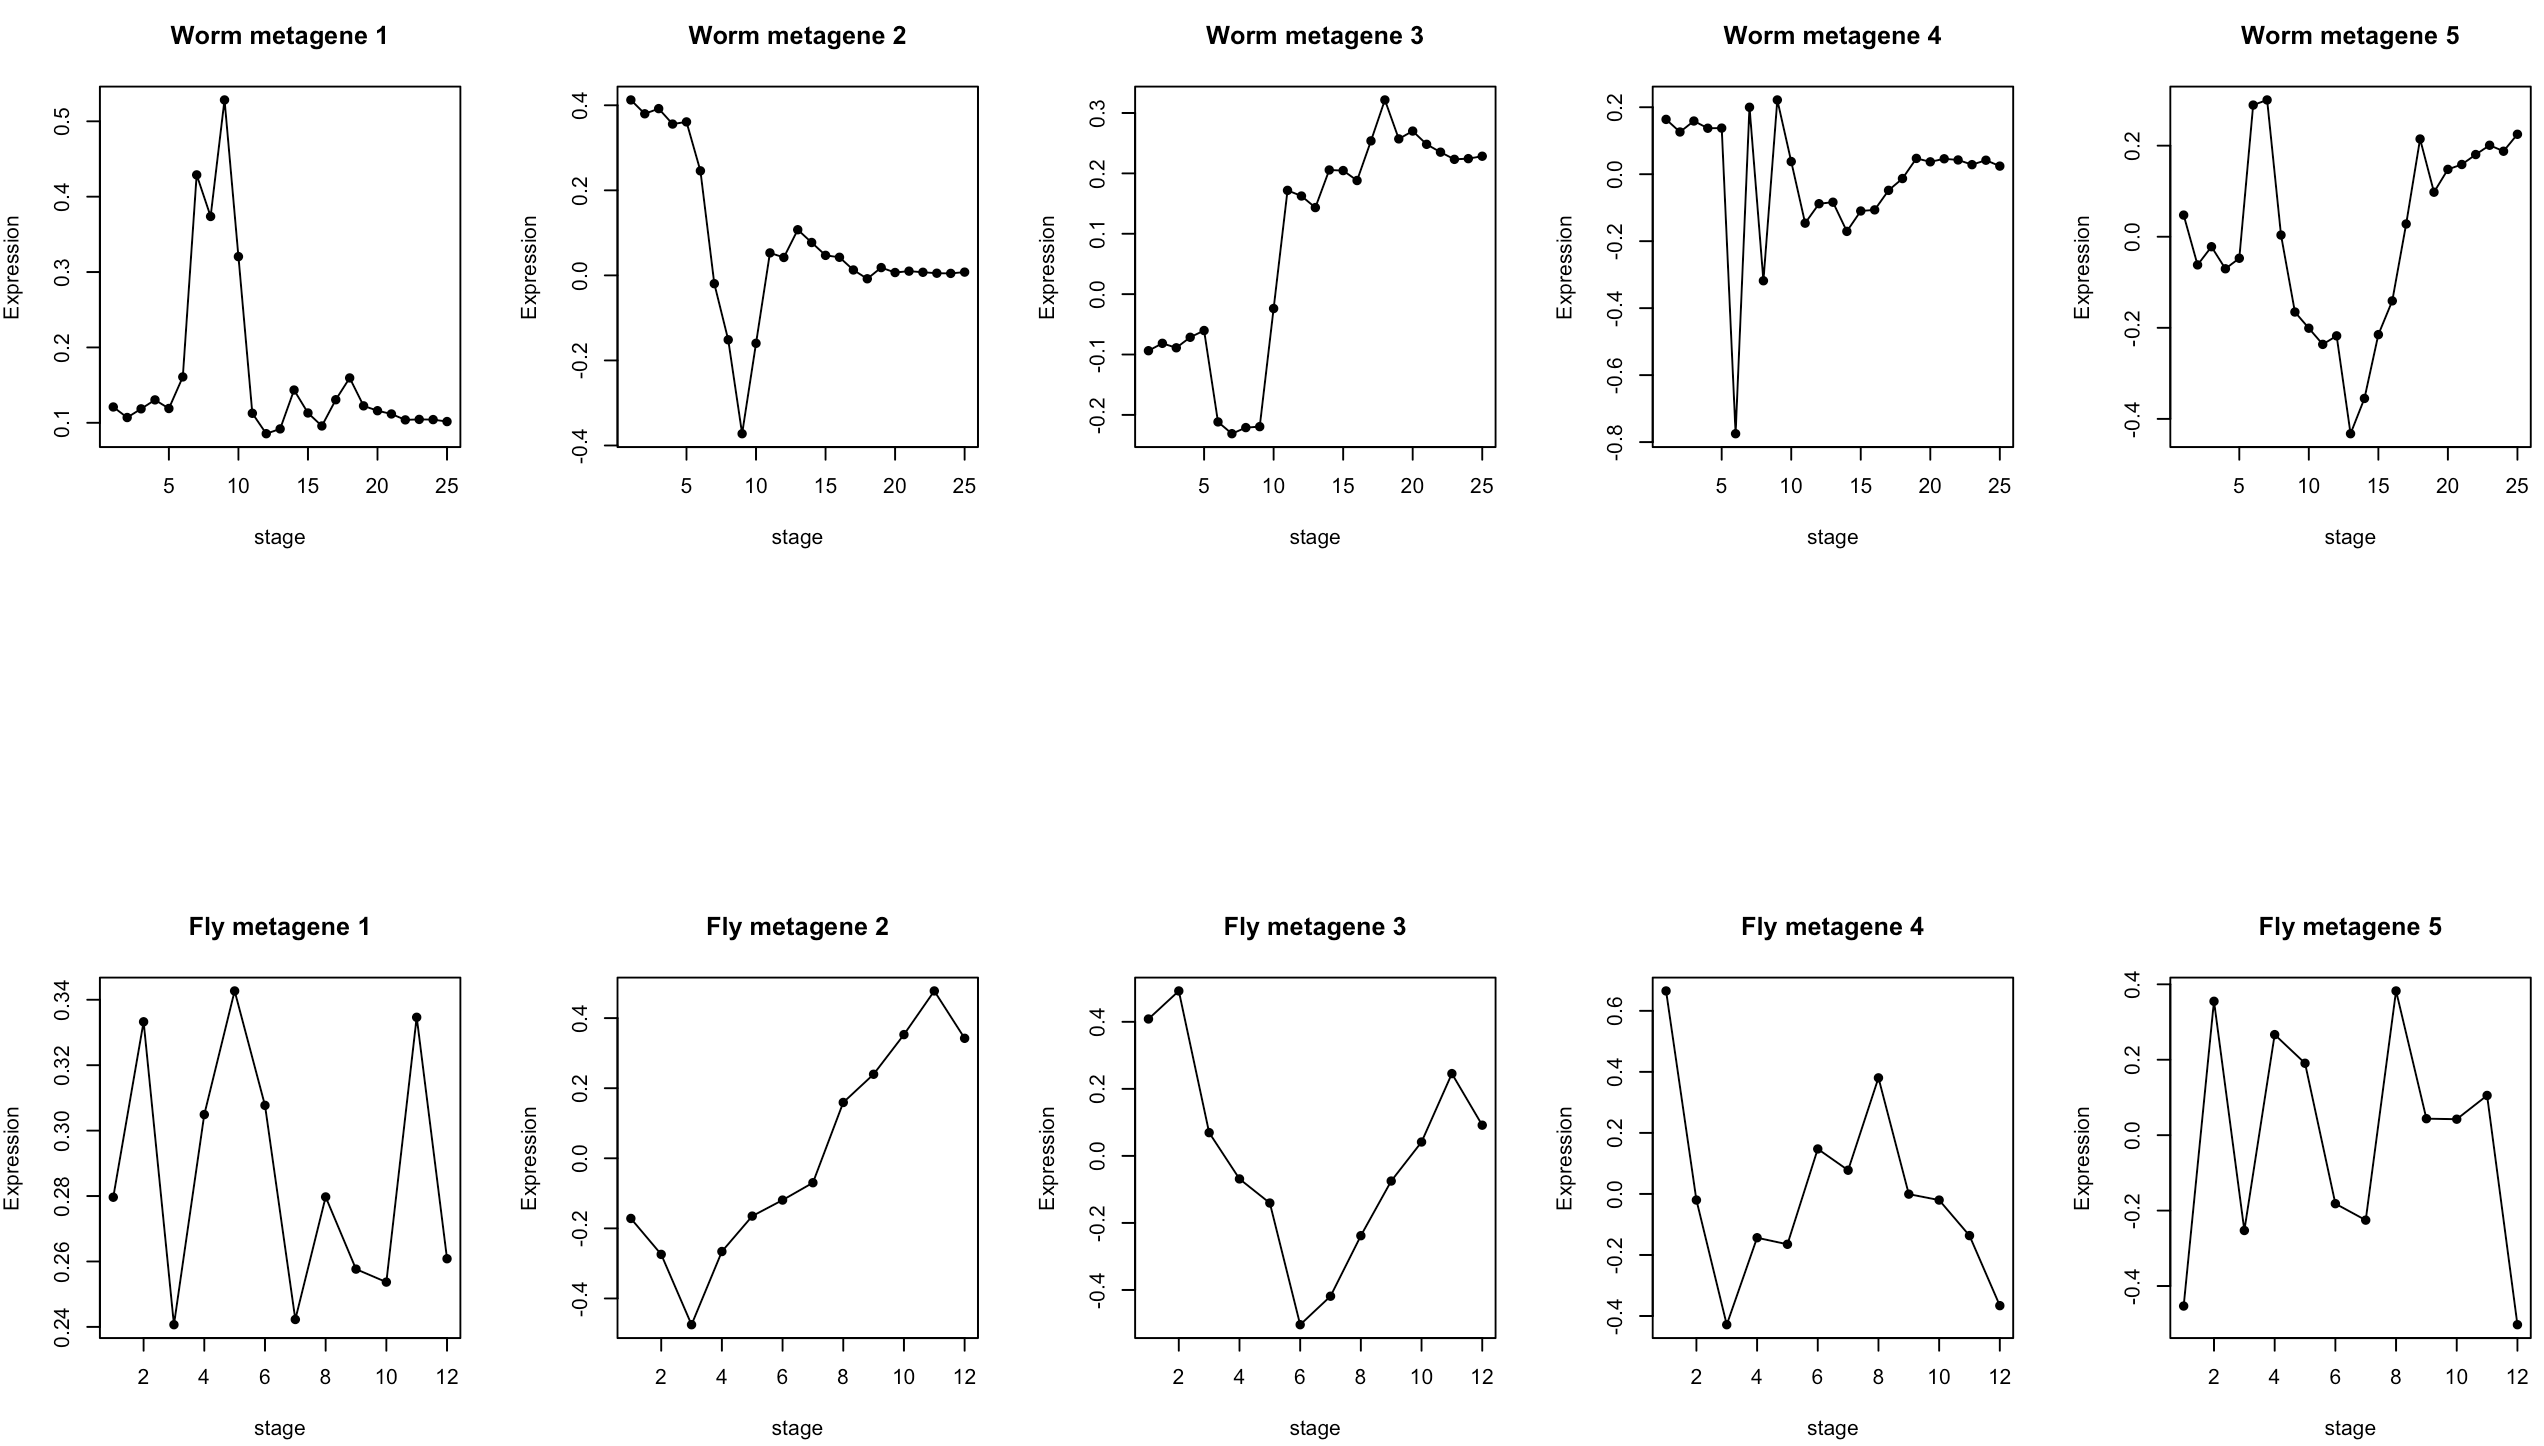 Worm metagene 1
Expression
0.5
0.4
0.3
0.2
0.1
5 10 15 20 25
stage
Worm metagene 2
Expression
0.4
0.2
0.0
-0.2
-0.4
5 10 15 20 25
stage
Worm metagene 3
Expression
0.3
0.2
0.1
0.0
-0.1
-0.2
5 10 15 20 25
stage
Worm metagene 4
Expression
0.2
0.0
-0.2
-0.4
-0.6
-0.8
5 10 15 20 25
stage
Worm metagene 5
Expression
0.2
0.0
-0.2
-0.4
5 10 15 20 25
stage
Fly metagene 1
Expression
0.34
0.32
0.30
0.28
0.26
0.24
2 4 6 8 10 12
stage
Fly metagene 2
Expression
0.4
0.2
0.0
-0.2
-0.4
2 4 6 8 10 12
stage
Fly metagene 3
Expression
0.4
0.2
0.0
-0.2
-0.4
2 4 6 8 10 12
stage
Fly metagene 4
Expression
0.6
0.4
0.2
0.0
-0.2
-0.4
2 4 6 8 10 12
stage
Fly metagene 5
Expression
0.4
0.2
0.0
-0.2
-0.4
2 4 6 8 10 12
stage